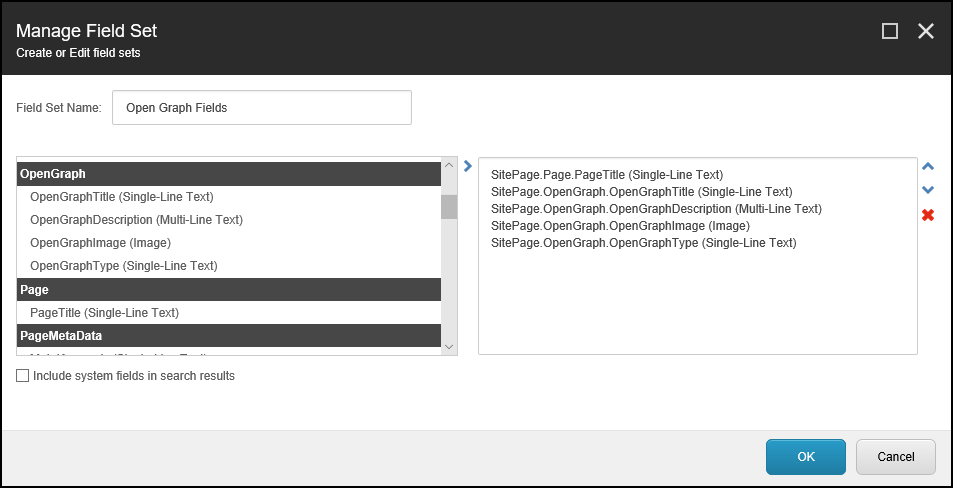 Manage Field Set
Create or Edit field sets
Field Set Name: Open Graph Fields
OpenGraph
OpenGraphTitle (Single-Line Text)
OpenGraphDescription (Multi-Line Text)
OpenGraphImage (Image)
OpenGraphType (Single-Line Text)
Page
PageTitle (Single-Line Text)
PageMetaData
SitePage.Page.PageTitle (Single-Line Text)
SitePage.OpenGraph.OpenGraphTitle (Single-Line Text)
SitePage.OpenGraph.OpenGraphDescription (Multi-Line Text)
SitePage.OpenGraph.OpenGraphImage (Image)
SitePage.OpenGraph.OpenGraphType (Single-Line Text)
Include system fields in search results
OK
Cancel